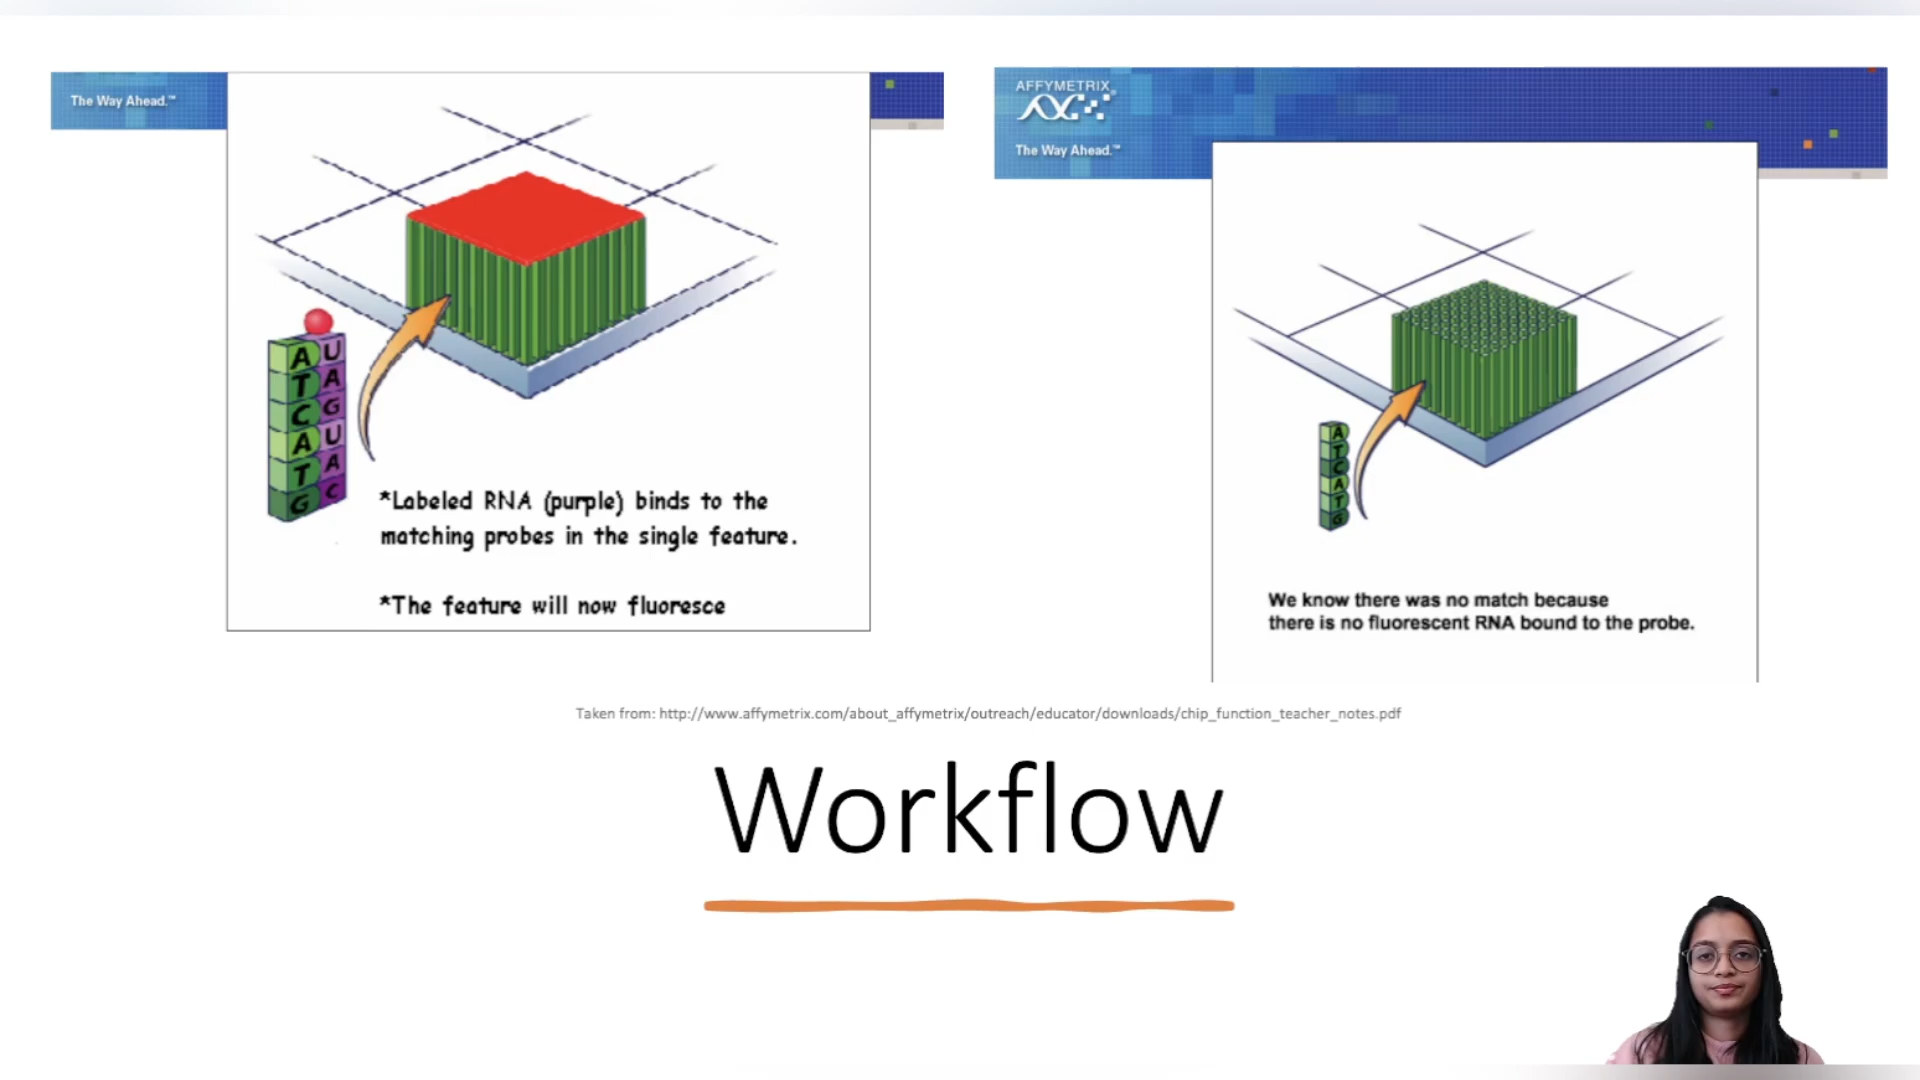 The Way Ahead.™
A U
T A
C G
A U
T A
G C
*Labeled RNA (purple) binds to the
matching probes in the single feature.
*The feature will now fluoresce
AFFYMETRIX®
The Way Ahead.™
A
T
C
A
T
G
We know there was no match because
there is no fluorescent RNA bound to the probe.
Taken from: http://www.affymetrix.com/about_affymetrix/outreach/educator/downloads/chip_function_teacher_notes.pdf
Workflow